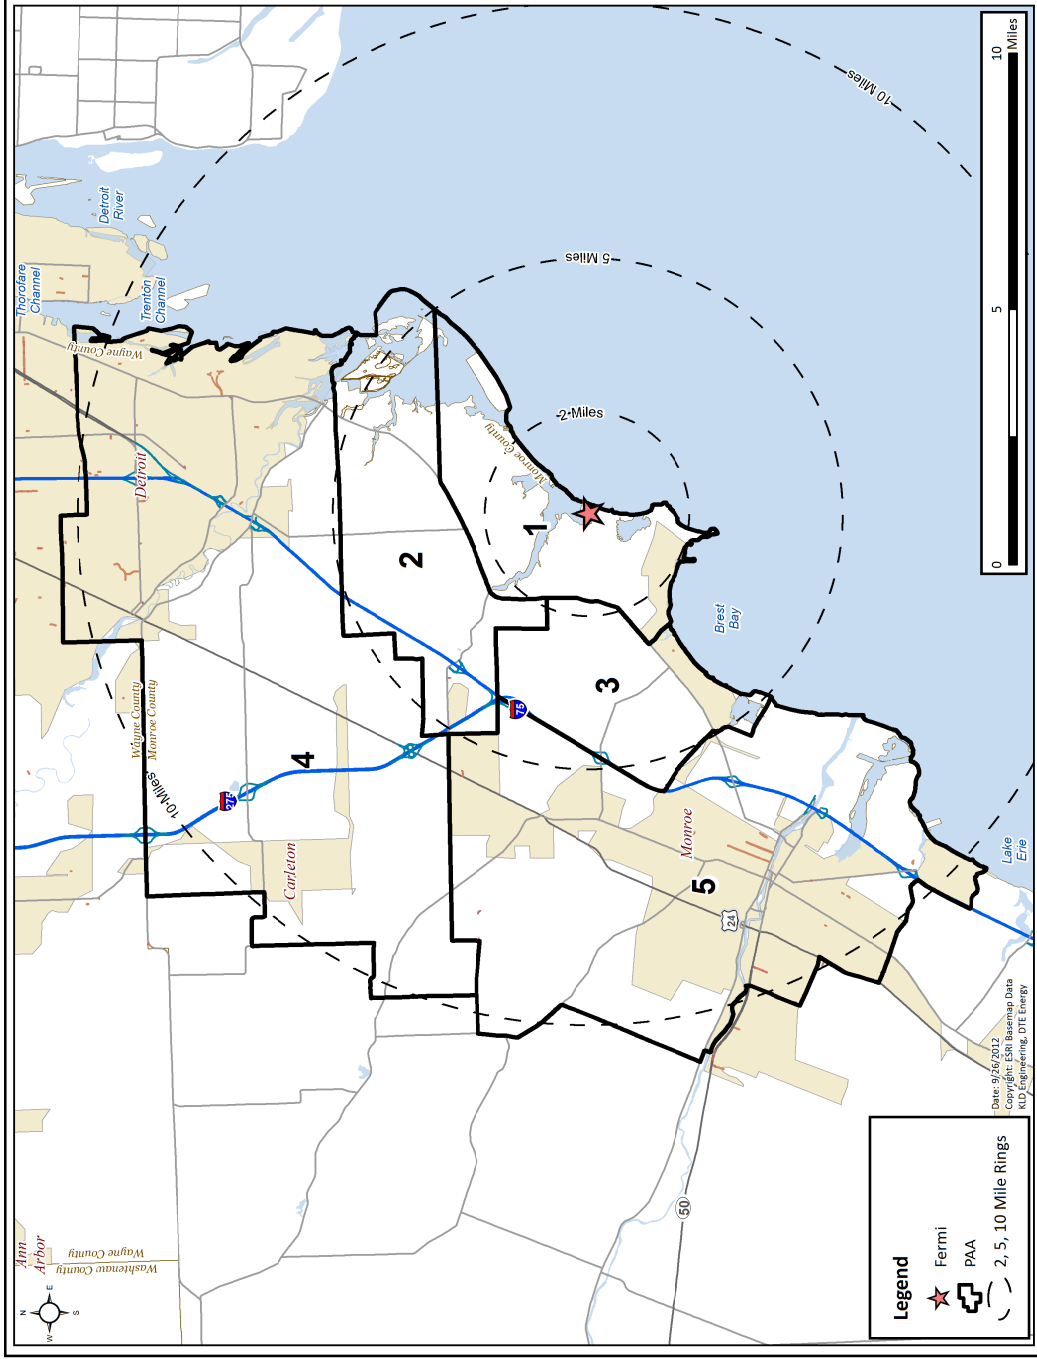 Thorofare
Channel
Detroit
River
Trenton
Channel
Wayne County
Detroit
10 Miles
5 Miles
2 Miles
Monroe County
1
2
3
4
5
Brest
Bay
75
275
Wayne County
Monroe County
10 Miles
Carleton
Monroe
24
50
Lake
Erie
Ann
Arbor
Wayne County
Washtenaw County
N
E
S
W
0
5
10
Miles
Date: 9/26/2012
Copyright: ESRI Basemap Data
KLD Engineering, DTE Energy
Legend
Fermi
PAA
2, 5, 10 Mile Rings